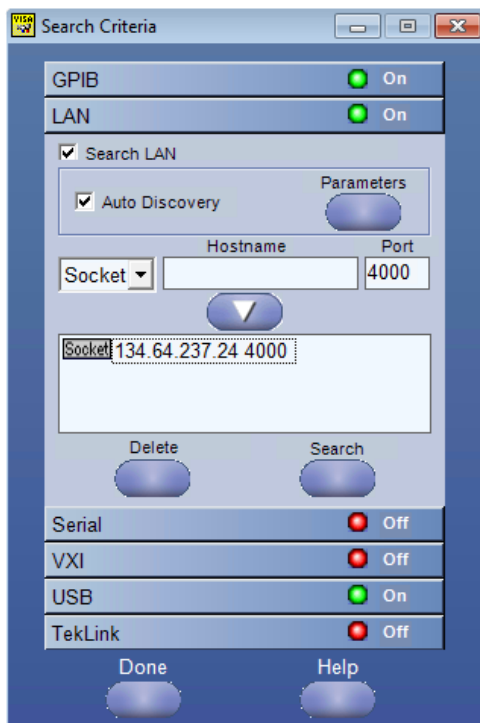 VISA Search Criteria
GPIB On
LAN On
Search LAN
Parameters
Auto Discovery
Hostname Port
Socket 4000
Socket 134.64.237.24 4000
Delete Search
Serial Off
VXI Off
USB On
TekLink Off
Done Help